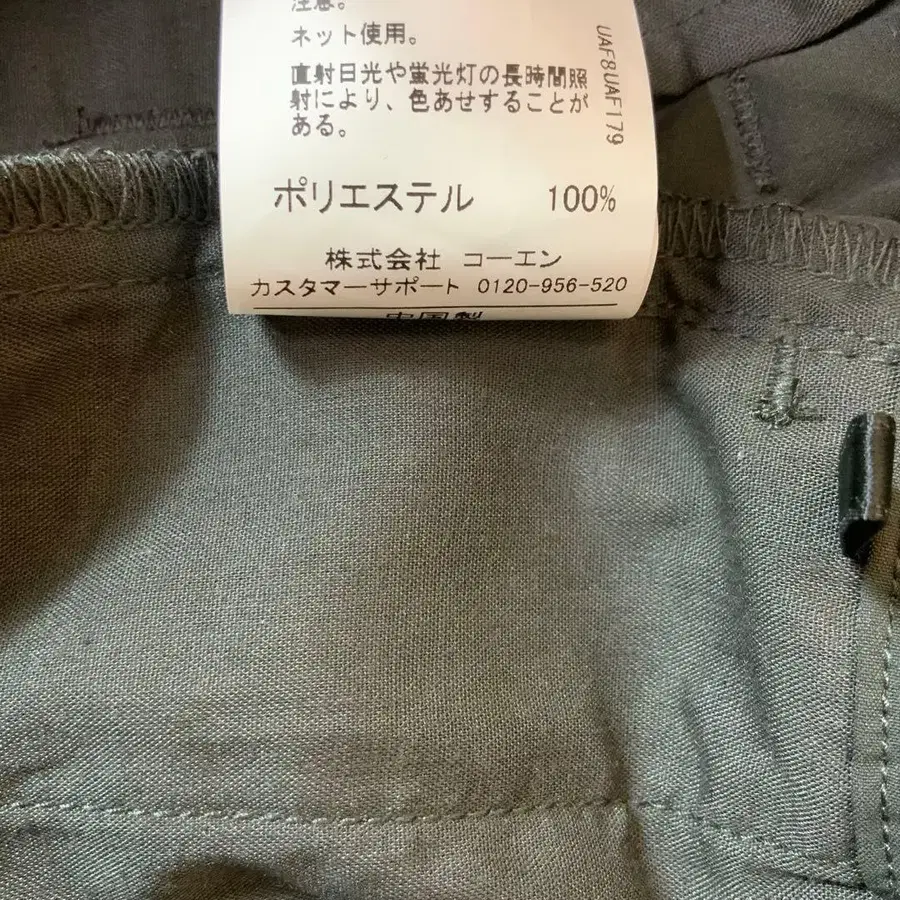 注意。
ネット使用。
直射日光や蛍光灯の長時間照
射により、色あせすることが
ある。
ポリエステル 100%
株式会社 コーエン
カスタマーサポート 0120-956-520
中国製
UAF8UAF179